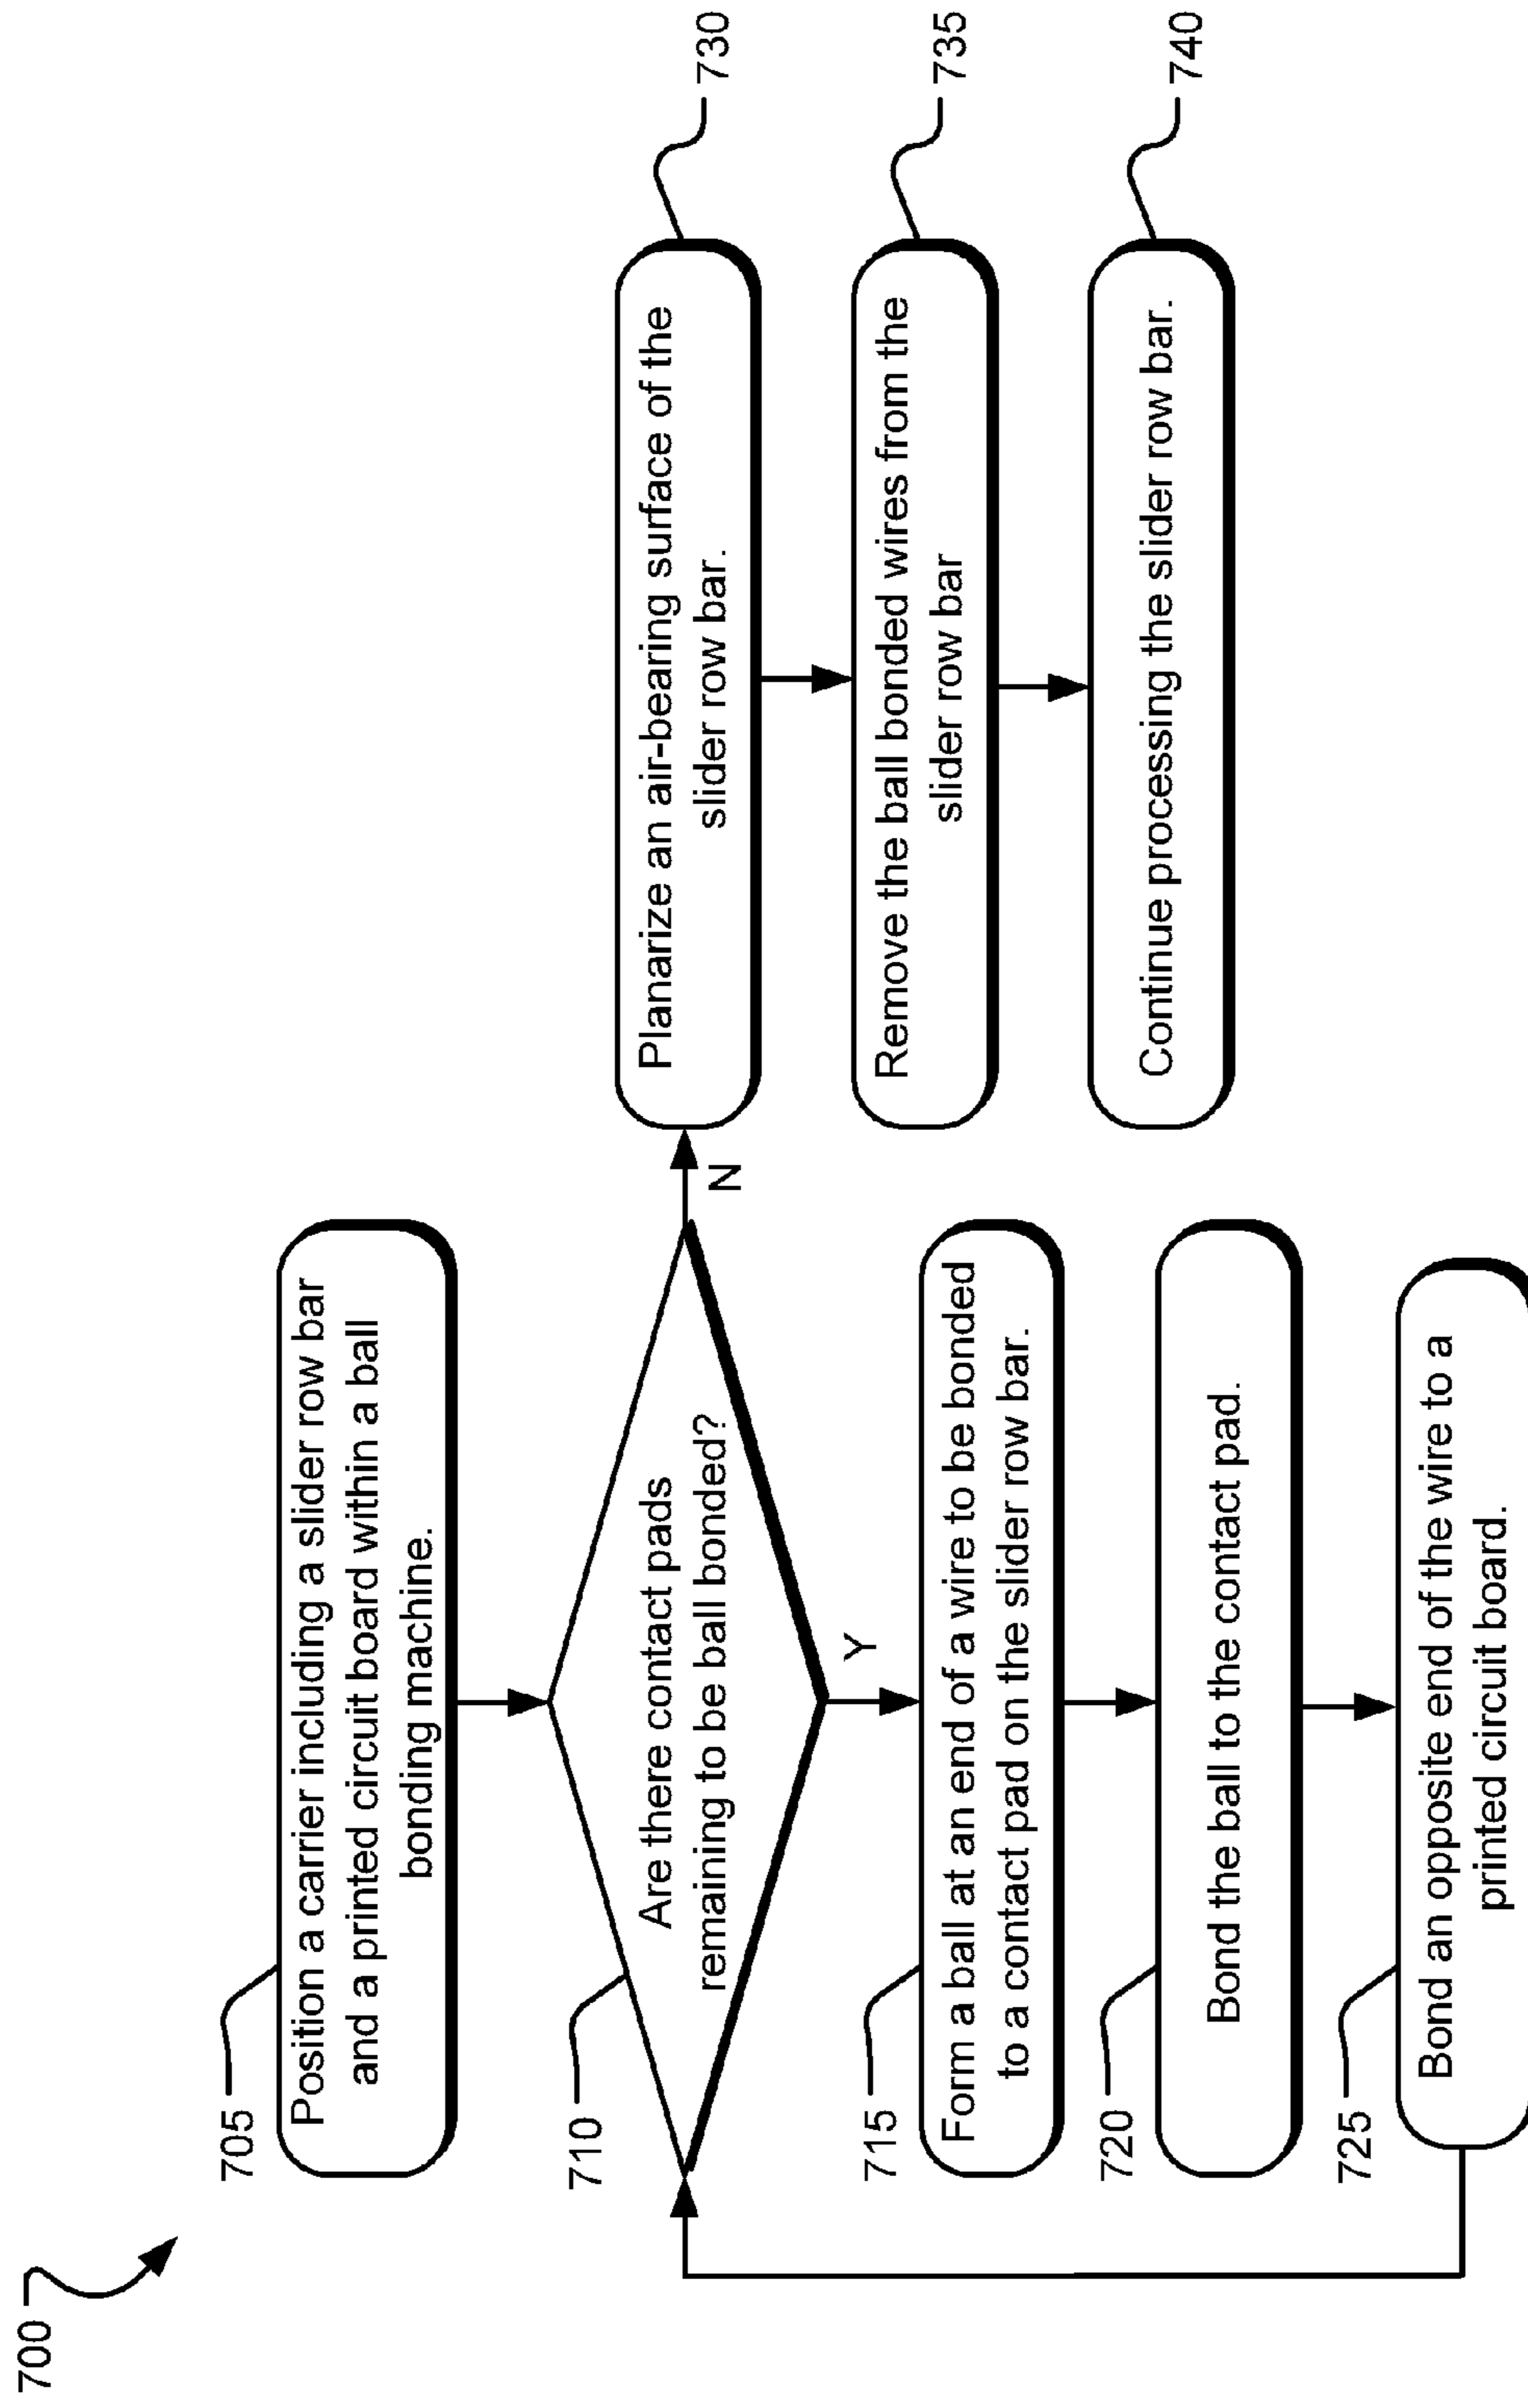 700
705
Position a carrier including a slider row bar
and a printed circuit board within a ball
bonding machine.
710
Are there contact pads
remaining to be ball bonded?
N
Y
715
Form a ball at an end of a wire to be bonded
to a contact pad on the slider row bar.
720
Bond the ball to the contact pad.
725
Bond an opposite end of the wire to a
printed circuit board.
730
Planarize an air-bearing surface of the
slider row bar.
735
Remove the ball bonded wires from the
slider row bar
740
Continue processing the slider row bar.